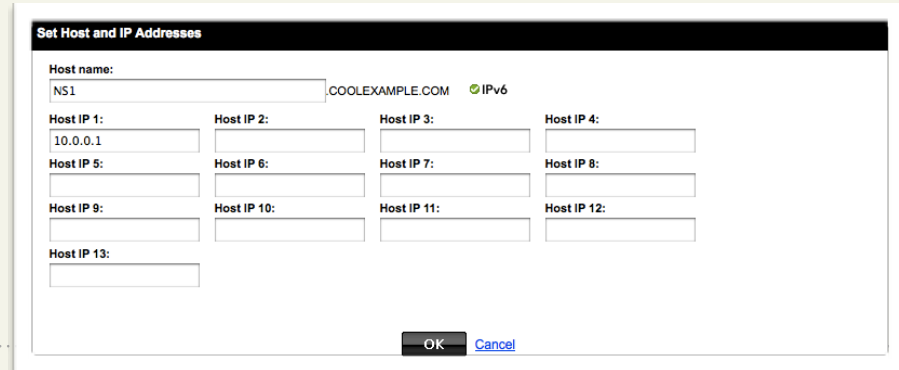 Set Host and IP Addresses
Host name:
NS1 .COOLEXAMPLE.COM IPv6
Host IP 1: Host IP 2: Host IP 3: Host IP 4:
10.0.0.1
Host IP 5: Host IP 6: Host IP 7: Host IP 8:
Host IP 9: Host IP 10: Host IP 11: Host IP 12:
Host IP 13:
OK Cancel